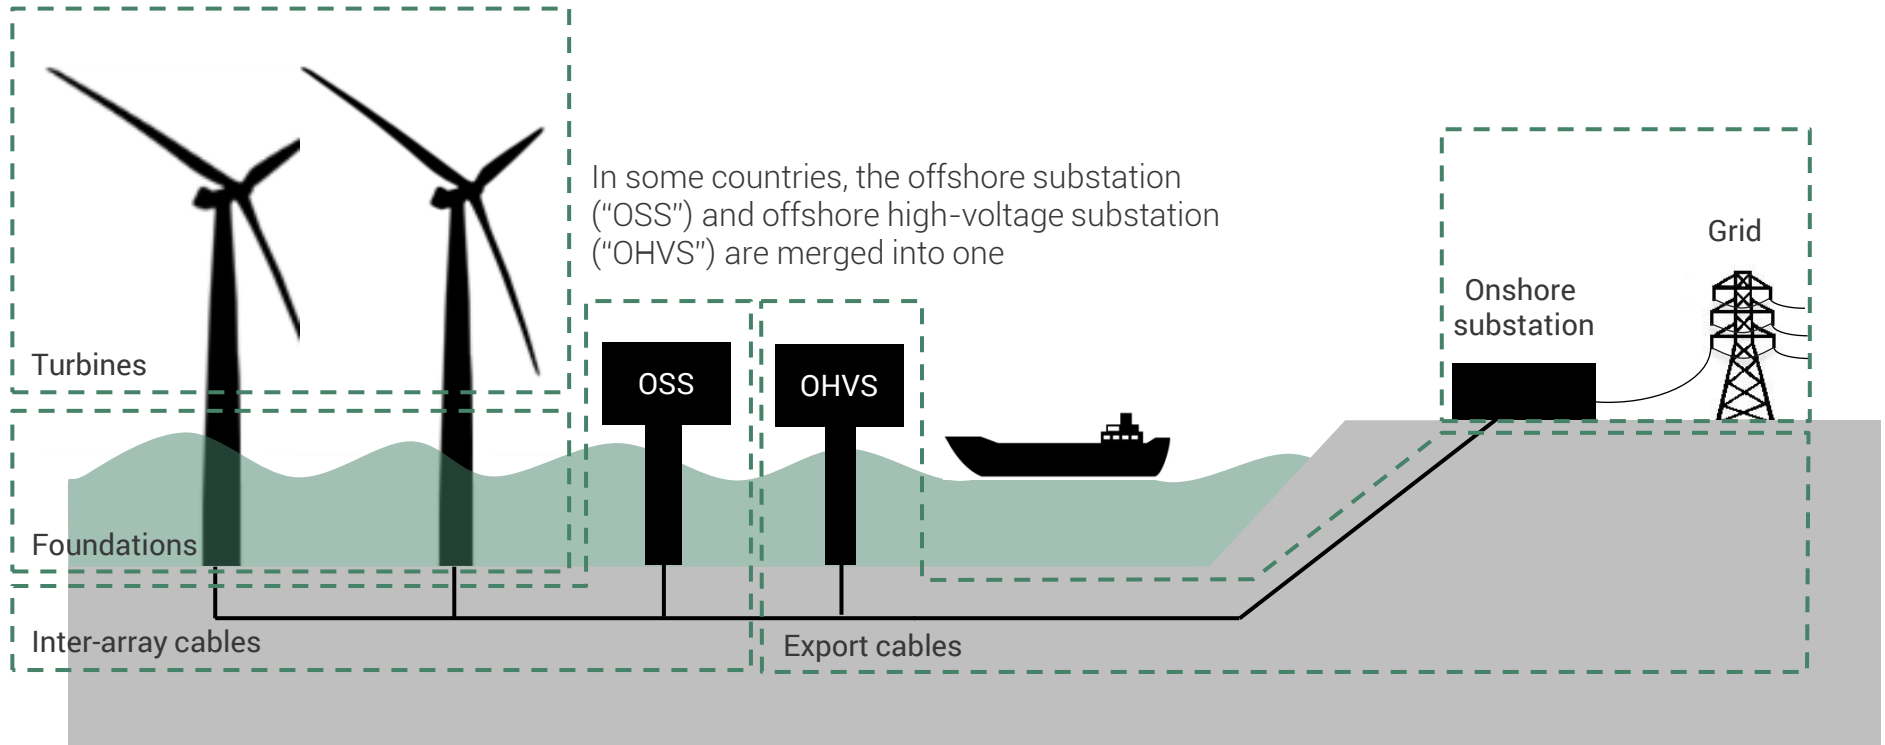 In some countries, the offshore substation
(“OSS”) and offshore high-voltage substation
(“OHVS”) are merged into one
Grid
Onshore
substation
Turbines
OSS
OHVS
Foundations
Inter-array cables
Export cables